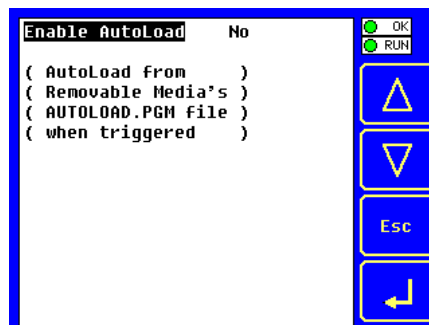 Enable AutoLoad No
( AutoLoad from )
( Removable Media's )
( AUTOLOAD.PGM file )
( when triggered )
OK
RUN
Esc